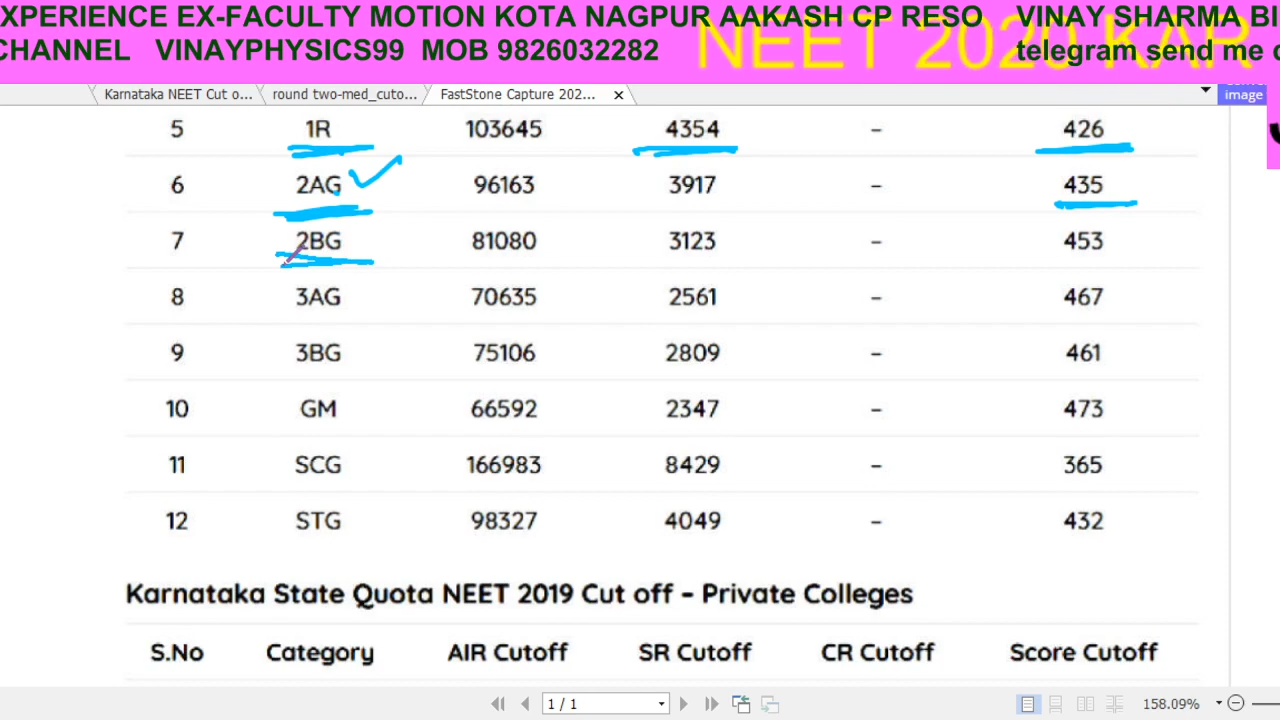 XPERIENCE EX-FACULTY MOTION KOTA NAGPUR AAKASH CP RESO VINAY SHARMA BI
CHANNEL VINAYPHYSICS99 MOB 9826032282 NEET 2020 KAR telegram send me
Karnataka NEET Cut o... round two-med_cuto... FastStone Capture 202...
image
5 1R 103645 4354 – 426
6 2AG 96163 3917 – 435
7 2BG 81080 3123 – 453
8 3AG 70635 2561 – 467
9 3BG 75106 2809 – 461
10 GM 66592 2347 – 473
11 SCG 166983 8429 – 365
12 STG 98327 4049 – 432
Karnataka State Quota NEET 2019 Cut off – Private Colleges
S.No Category AIR Cutoff SR Cutoff CR Cutoff Score Cutoff
1 / 1 158.09%